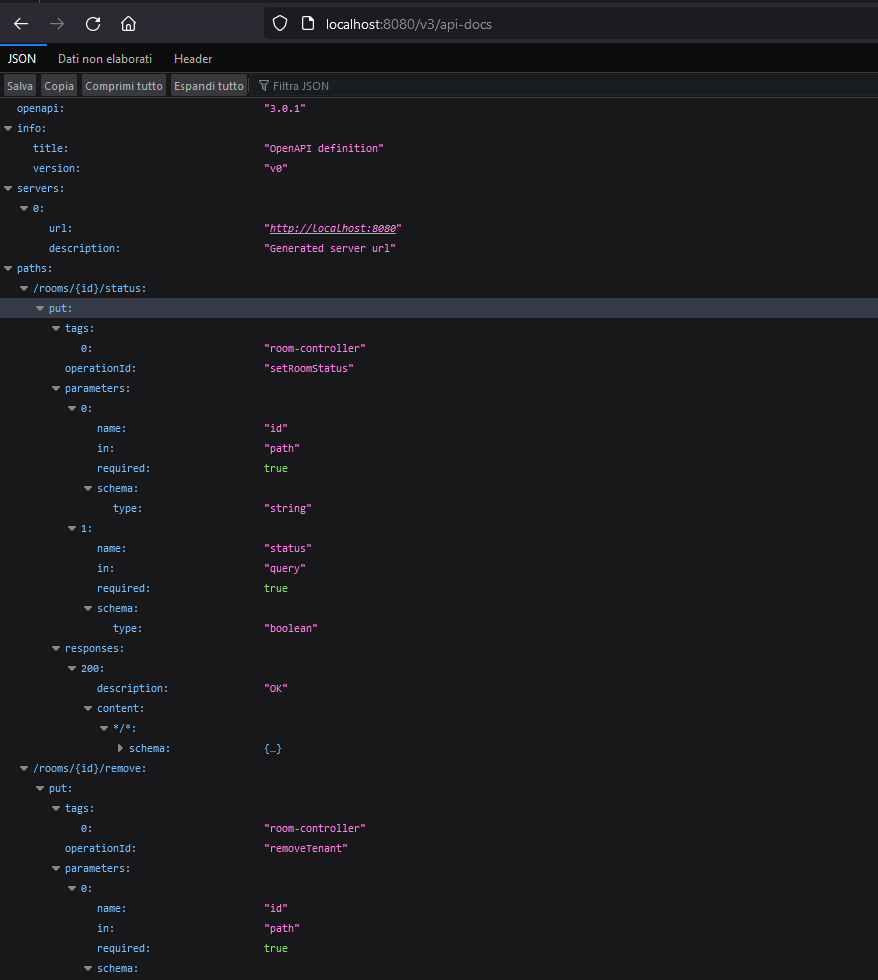 localhost:8080/v3/api-docs
JSON Dati non elaborati Header
Salva Copia Comprimi tutto Espandi tutto Filtra JSON
openapi: "3.0.1"
info:
title: "OpenAPI definition"
version: "v0"
servers:
0:
url: "http://localhost:8080"
description: "Generated server url"
paths:
/rooms/{id}/status:
put:
tags:
0: "room-controller"
operationId: "setRoomStatus"
parameters:
0:
name: "id"
in: "path"
required: true
schema:
type: "string"
1:
name: "status"
in: "query"
required: true
schema:
type: "boolean"
responses:
200:
description: "OK"
content:
*/*:
schema: {…}
/rooms/{id}/remove:
put:
tags:
0: "room-controller"
operationId: "removeTenant"
parameters:
0:
name: "id"
in: "path"
required: true
schema: